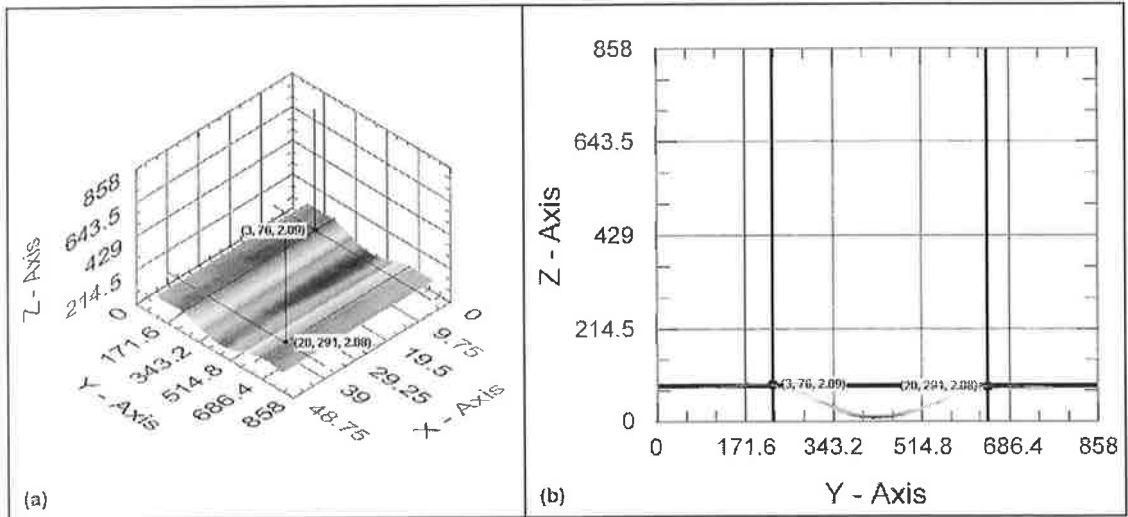 858
643.5
429
214.5
0
Z - Axis
171.6
343.2
514.8
686.4
858
Y - Axis
0
9.75
19.5
29.25
39
48.75
X - Axis
(3, 76, 2.09)
(20, 291, 2.08)
(a)
858
643.5
429
214.5
0
Z - Axis
(3, 76, 2.09)
(20, 291, 2.08)
0 171.6 343.2 514.8 686.4 858
Y - Axis
(b)